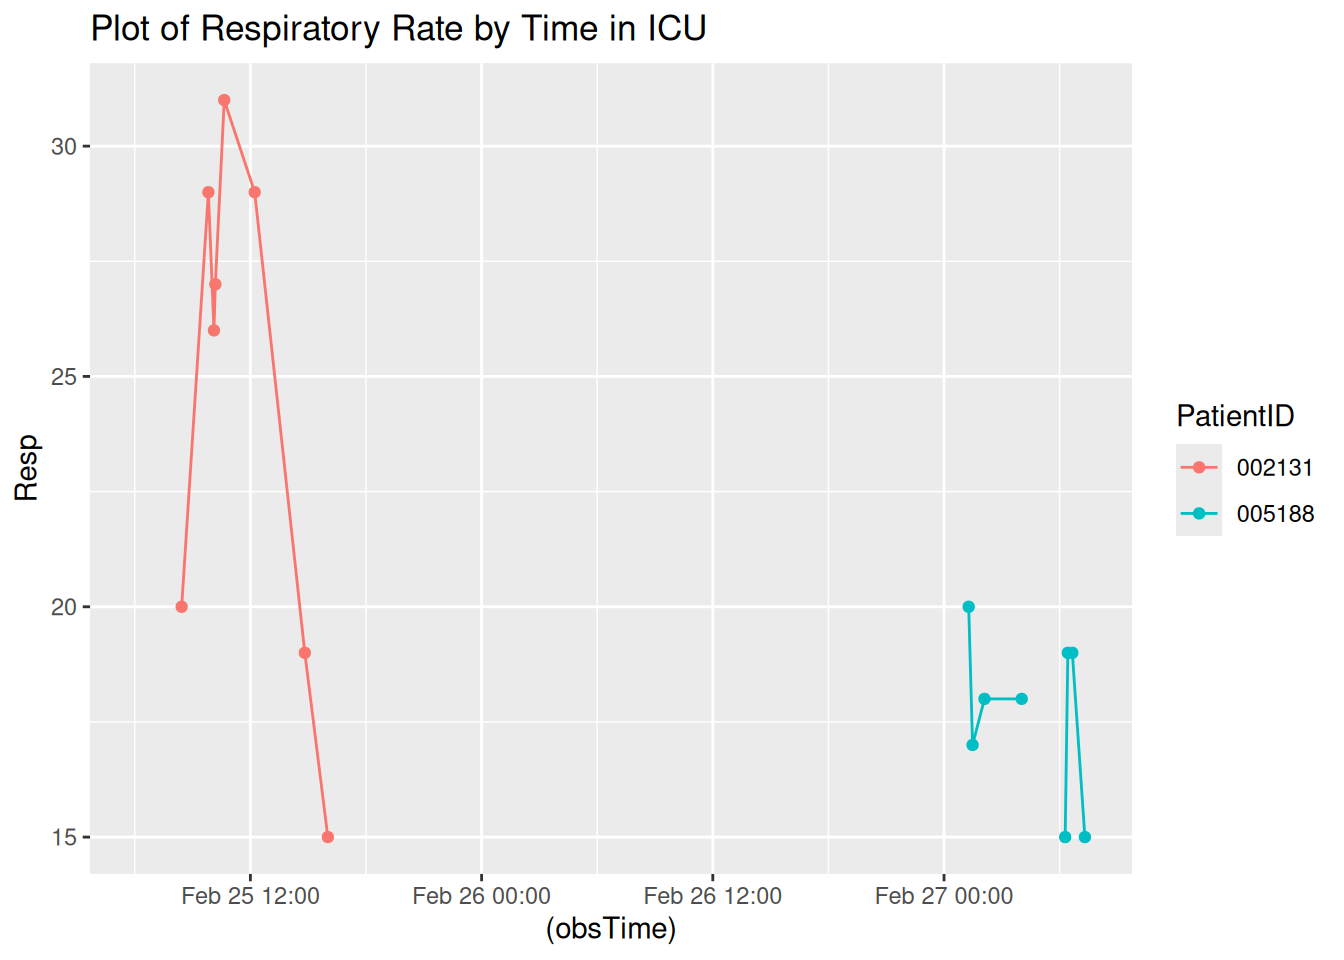 Plot of Respiratory Rate by Time in ICU
30
25
20
15
Resp
Feb 25 12:00 Feb 26 00:00 Feb 26 12:00 Feb 27 00:00
(obsTime)
PatientID
002131
005188